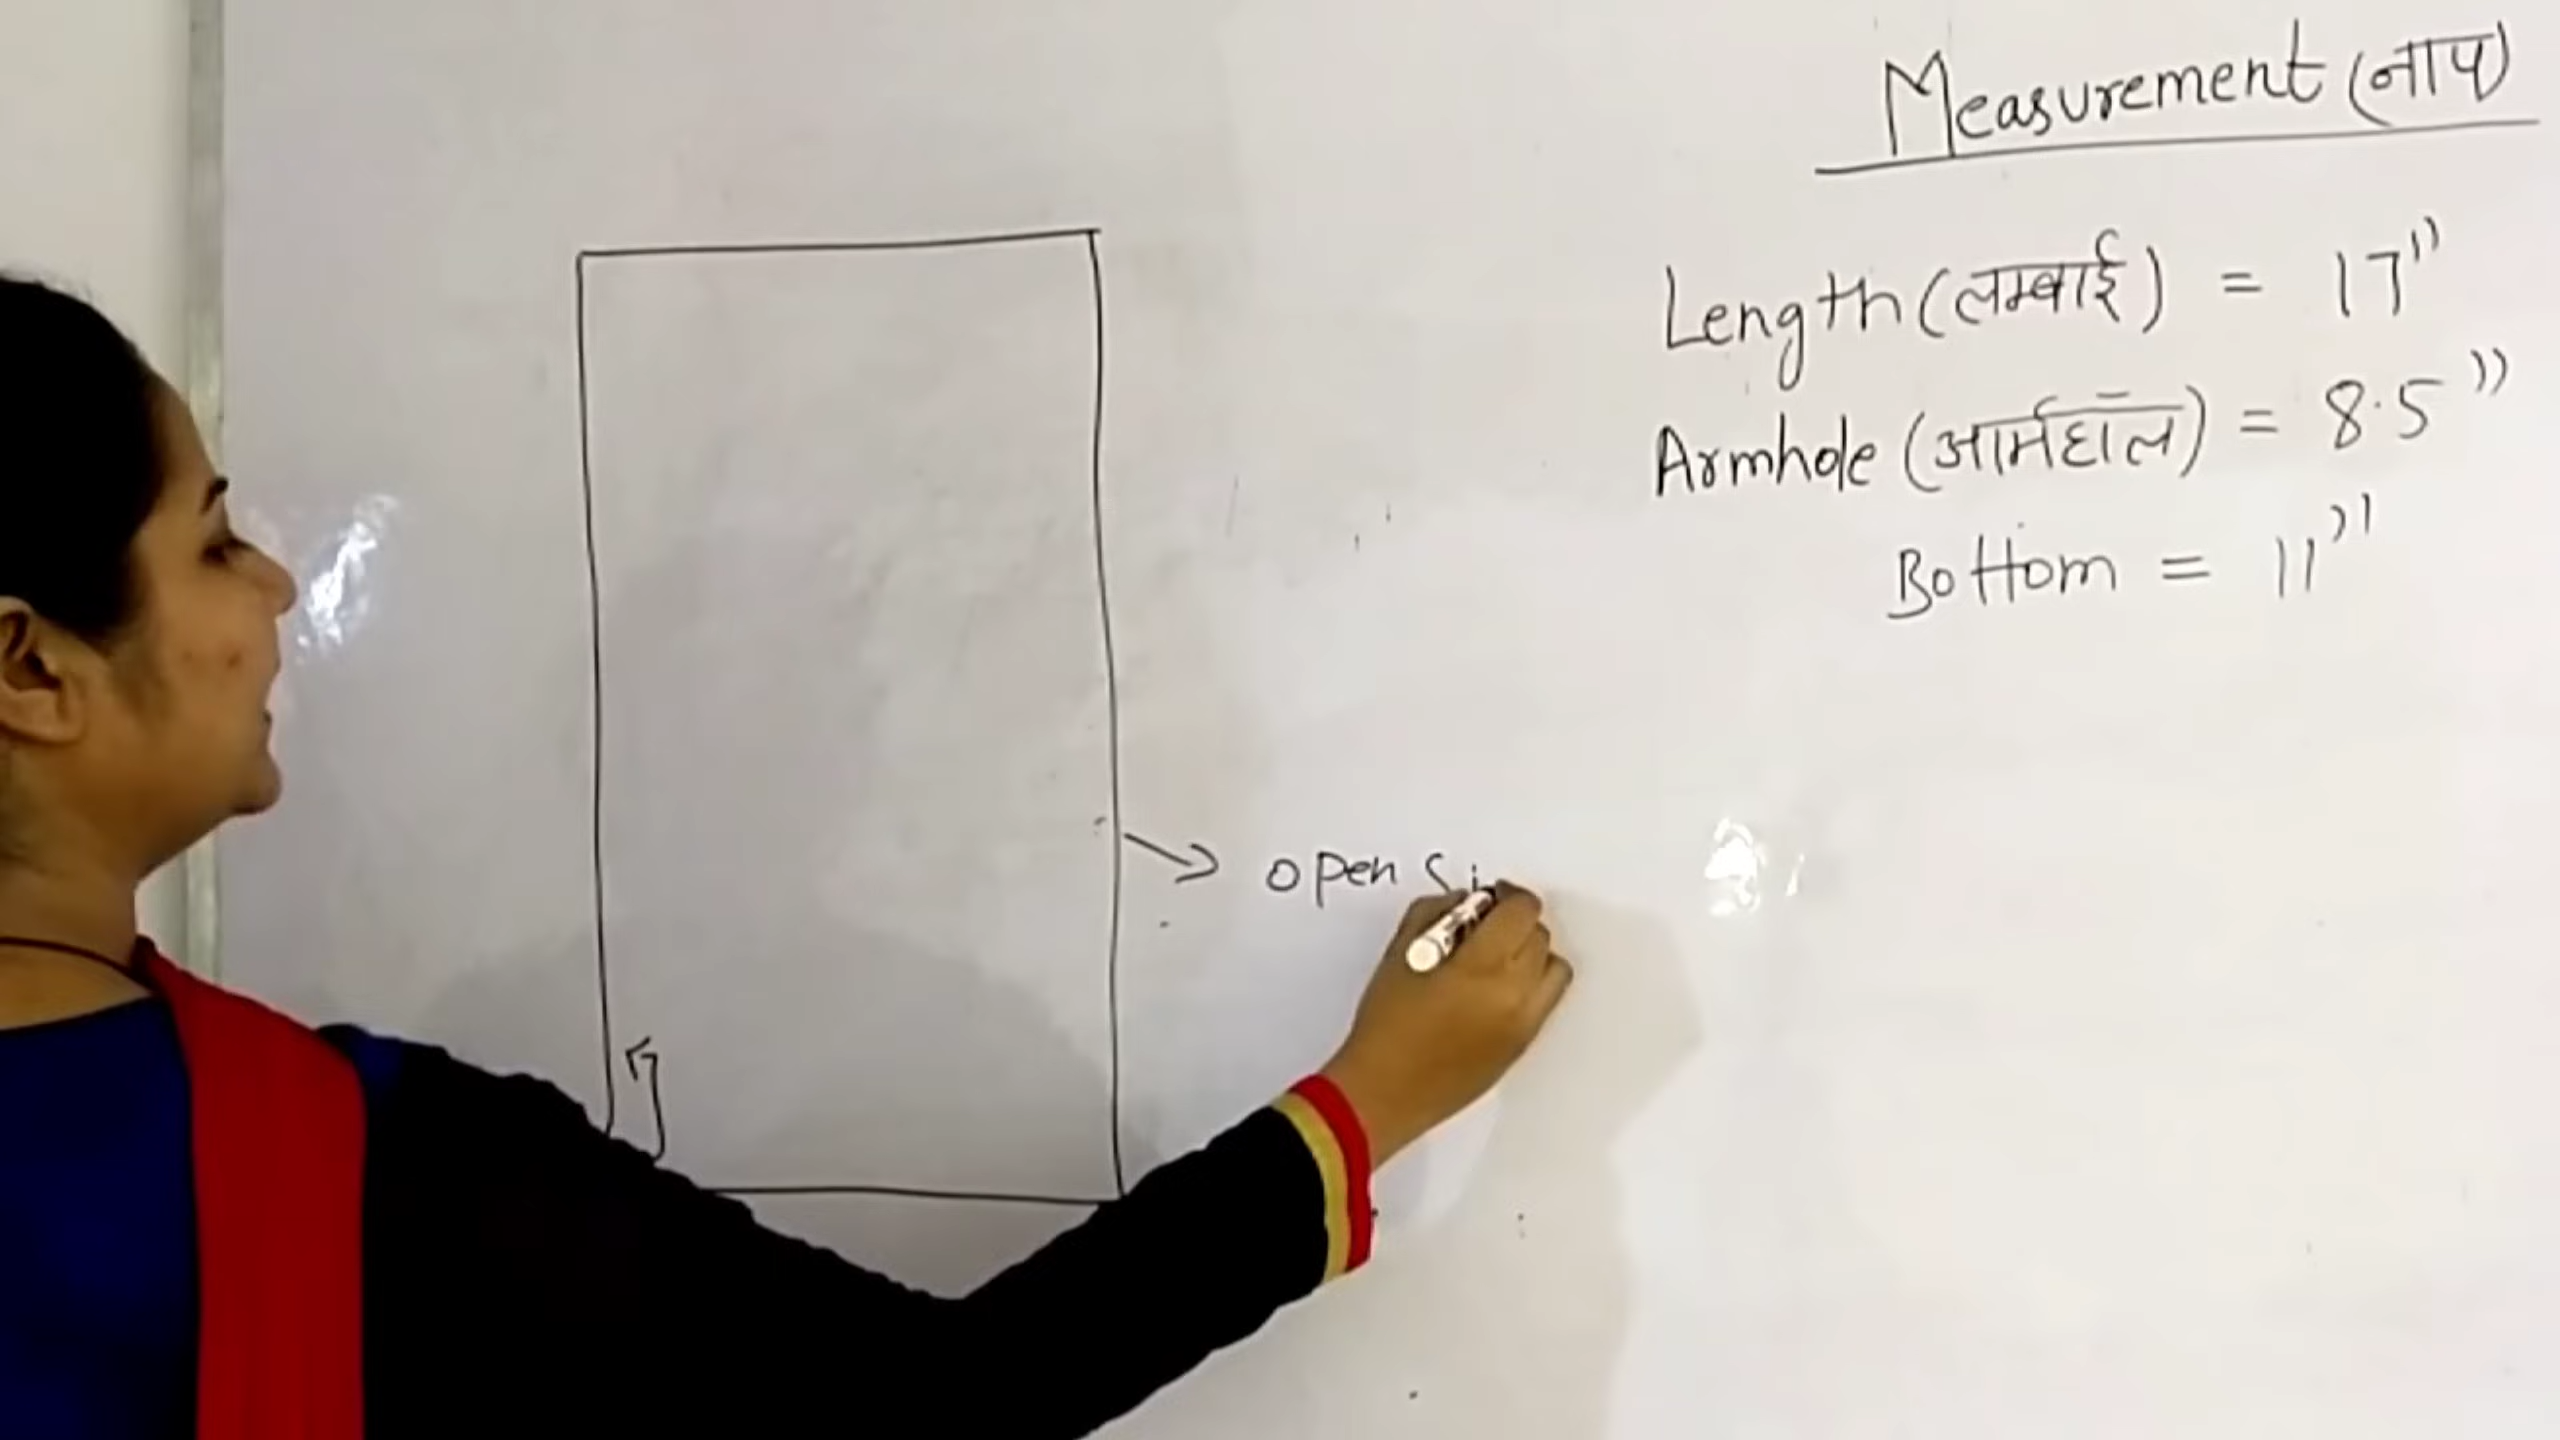 Measurement (नाप)
Length (लम्बाई) = 17"
Armhole (आर्महॉल) = 8.5"
Bottom = 11"
open